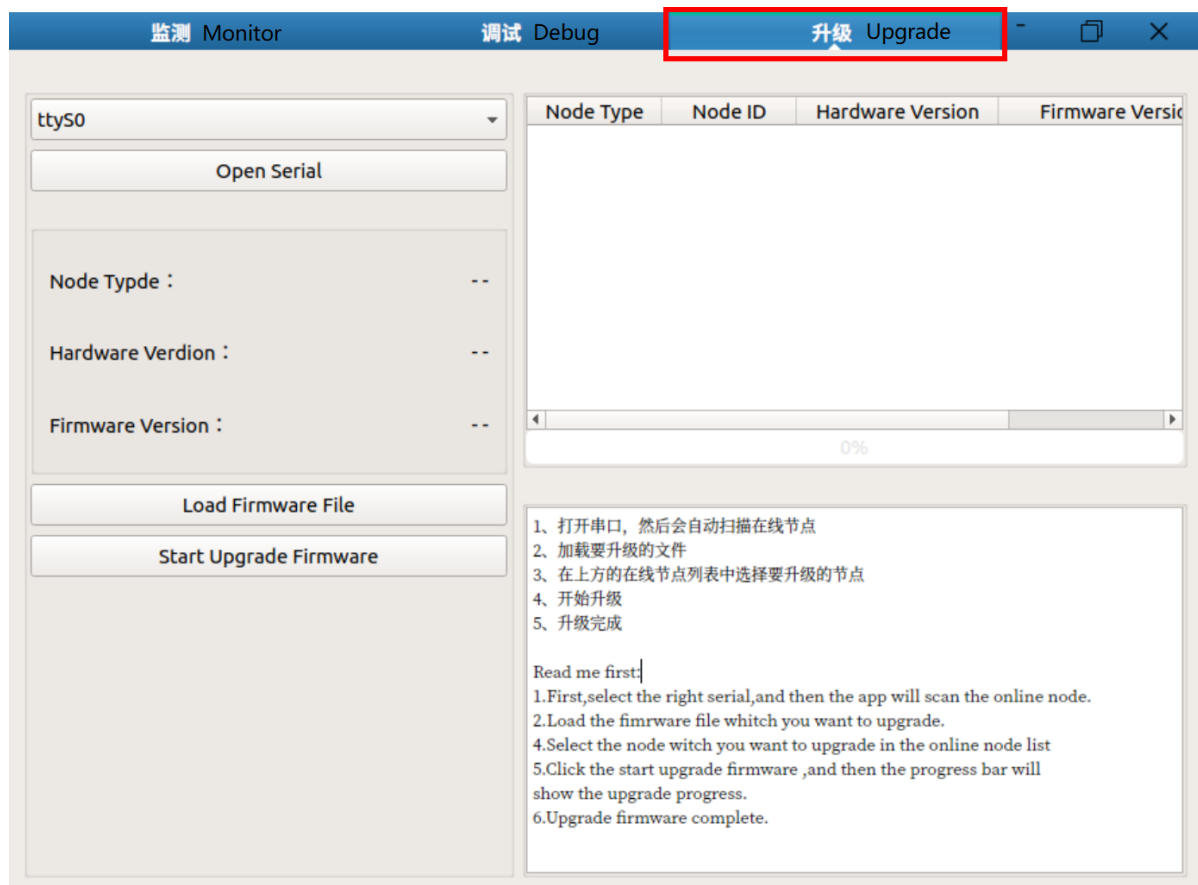 监测 Monitor
调试 Debug
升级 Upgrade
ttyS0
Open Serial
Node Typde：
--
Hardware Verdion：
--
Firmware Version：
--
Load Firmware File
Start Upgrade Firmware
Node Type
Node ID
Hardware Version
Firmware Versic
0%
1、打开串口，然后会自动扫描在线节点
2、加载要升级的文件
3、在上方的在线节点列表中选择要升级的节点
4、开始升级
5、升级完成
Read me first:
1.First,select the right serial,and then the app will scan the online node.
2.Load the fimrware file whitch you want to upgrade.
4.Select the node witch you want to upgrade in the online node list
5.Click the start upgrade firmware ,and then the progress bar will
show the upgrade progress.
6.Upgrade firmware complete.